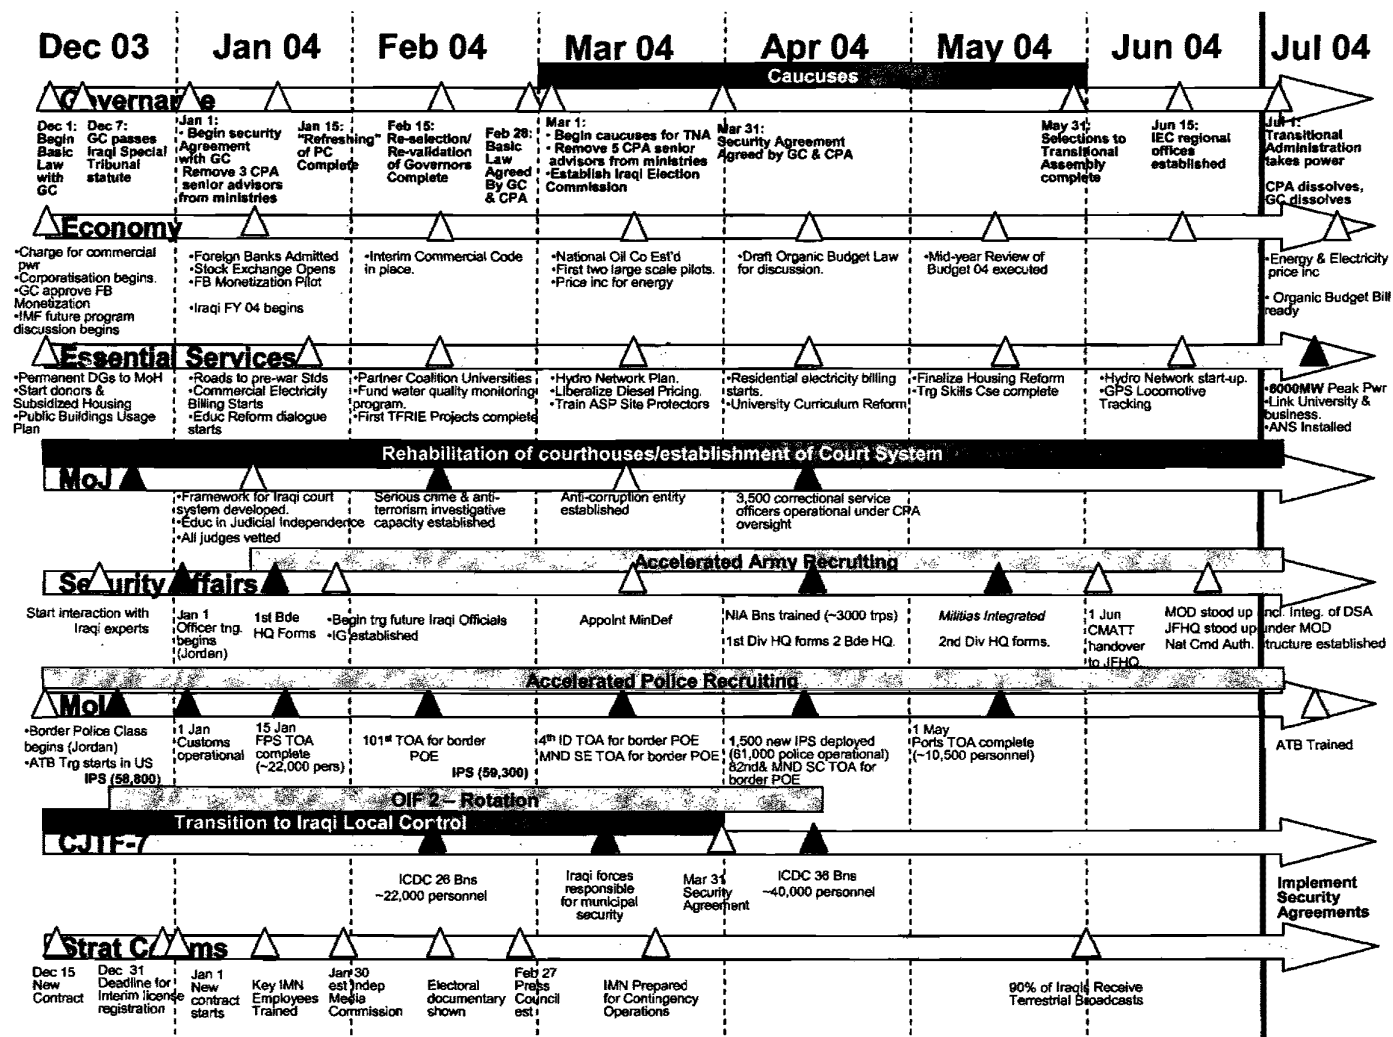 Dec 03
Jan 04
Feb 04
Mar 04
Apr 04
May 04
Jun 04
Jul 04
Caucuses
Governance
Dec 1:
Begin
Basic
Law
with
GC
Dec 7:
GC passes
Iraqi Special
Tribunal
statute
Jan 1:
• Begin security
Agreement
with GC
Remove 3 CPA
senior advisors
from ministries
Jan 15:
"Refreshing"
of PC
Complete
Feb 15:
Re-selection/
Re-validation
of Governors
Complete
Feb 28:
Basic
Law
Agreed
By GC
& CPA
Mar 1:
• Begin caucuses for TNA
• Remove 5 CPA senior
advisors from ministries
•Establish Iraqi Election
Commission
Mar 31:
Security Agreement
Agreed by GC & CPA
May 31:
Selections to
Transitional
Assembly
complete
Jun 15:
IEC regional
offices
established
Jul 1:
Transitional
Administration
takes power
CPA dissolves,
GC dissolves
Economy
•Charge for commercial
pwr
•Corporatisation begins.
•GC approve FB
Monetization
•IMF future program
discussion begins
•Foreign Banks Admitted
•Stock Exchange Opens
•FB Monetization Pilot
•Iraqi FY 04 begins
•Interim Commercial Code
in place.
•National Oil Co Est'd
•First two large scale pilots.
•Price inc for energy
•Draft Organic Budget Law
for discussion.
•Mid-year Review of
Budget 04 executed
•Energy & Electricity
price inc
• Organic Budget Bill
ready
Essential Services
•Permanent DGs to MoH
•Start donors &
Subsidized Housing
•Public Buildings Usage
Plan
•Roads to pre-war Stds
•Commercial Electricity
Billing Starts
•Educ Reform dialogue
starts
•Partner Coalition Universities
•Fund water quality monitoring
program.
•First TFRIE Projects complete
•Hydro Network Plan.
•Liberalize Diesel Pricing.
•Train ASP Site Protectors
•Residential electricity billing
starts.
•University Curriculum Reform
•Finalize Housing Reform
•Trg Skills Cse complete
•Hydro Network start-up.
•GPS Locomotive
Tracking
•6000MW Peak Pwr
•Link University &
business.
•ANS Installed
Rehabilitation of courthouses/establishment of Court System
MoJ
•Framework for Iraqi court
system developed.
•Educ in Judicial Independence
•All judges vetted
Serious crime & anti-
terrorism investigative
capacity established
Anti-corruption entity
established
3,500 correctional service
officers operational under CPA
oversight
Accelerated Army Recruiting
Security Affairs
Start interaction with
Iraqi experts
Jan 1
Officer tng.
begins
(Jordan)
1st Bde
HQ Forms
•Begin trg future Iraqi Officials
•IG established
Appoint MinDef
NIA Bns trained (~3000 trps)
1st Div HQ forms 2 Bde HQ.
Militias Integrated
2nd Div HQ forms.
1 Jun
CMATT
handover
to JFHQ
MOD stood up incl. Integ. of DSA
JFHQ stood up under MOD
Nat Cmd Auth. structure established
Accelerated Police Recruiting
MoI
•Border Police Class
begins (Jordan)
•ATB Trg starts in US
IPS (58,800)
1 Jan
Customs
operational
15 Jan
FPS TOA
complete
(~22,000 pers)
101st TOA for border
POE
IPS (59,300)
4th ID TOA for border POE
MND SE TOA for border POE
1,500 new IPS deployed
(61,000 police operational)
82nd& MND SC TOA for
border POE
1 May
Ports TOA complete
(~10,500 personnel)
ATB Trained
OIF 2 – Rotation
Transition to Iraqi Local Control
CJTF-7
ICDC 26 Bns
~22,000 personnel
Iraqi forces
responsible
for municipal
security
Mar 31
Security
Agreement
ICDC 36 Bns
~40,000 personnel
Implement
Security
Agreements
Strat Comms
Dec 15
New
Contract
Dec 31
Deadline for
Interim license
registration
Jan 1
New
contract
starts
Key IMN
Employees
Trained
Jan 30
est Indep
Media
Commission
Electoral
documentary
shown
Feb 27
Press
Council
est
IMN Prepared
for Contingency
Operations
90% of Iraqis Receive
Terrestrial Broadcasts